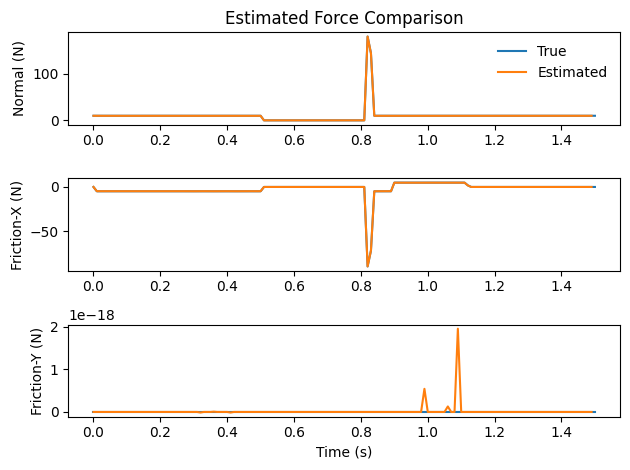 Estimated Force Comparison
Normal (N)
100
0
True
Estimated
0.0 0.2 0.4 0.6 0.8 1.0 1.2 1.4
Friction-X (N)
0
−50
0.0 0.2 0.4 0.6 0.8 1.0 1.2 1.4
1e−18
Friction-Y (N)
2
1
0
0.0 0.2 0.4 0.6 0.8 1.0 1.2 1.4
Time (s)